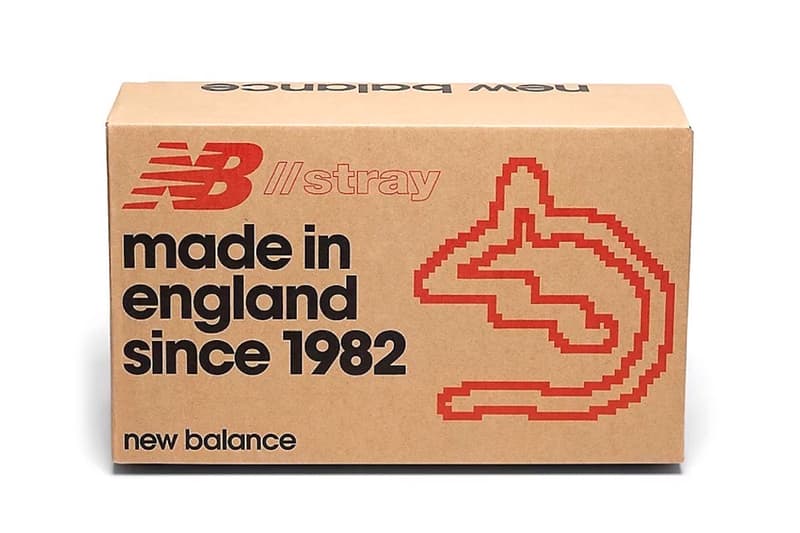 new balance
NB //stray
made in
england
since 1982
new balance